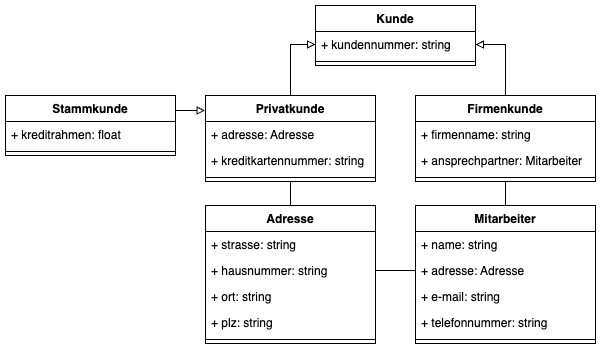 Kunde
+ kundennummer: string
Stammkunde
+ kreditrahmen: float
Privatkunde
+ adresse: Adresse
+ kreditkartennummer: string
Firmenkunde
+ firmenname: string
+ ansprechpartner: Mitarbeiter
Adresse
+ strasse: string
+ hausnummer: string
+ ort: string
+ plz: string
Mitarbeiter
+ name: string
+ adresse: Adresse
+ e-mail: string
+ telefonnummer: string